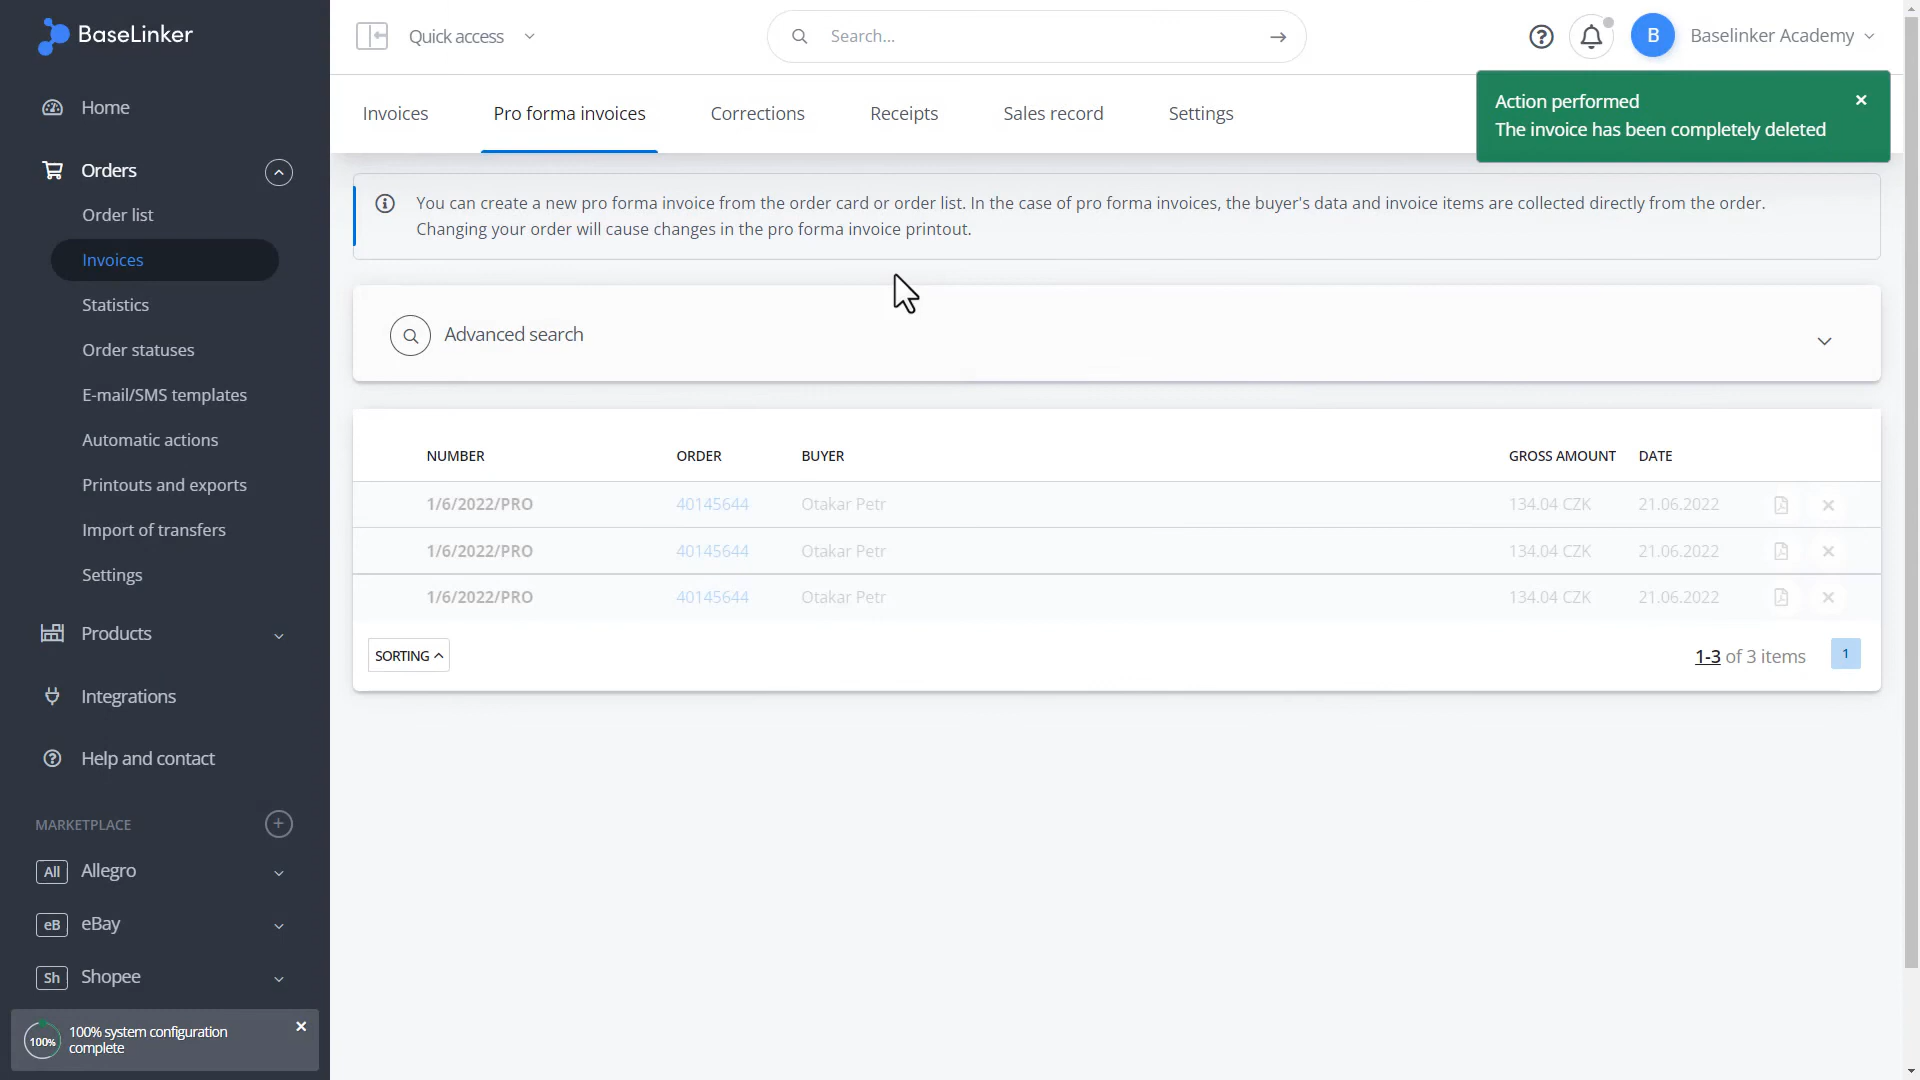 BaseLinker
Quick access
Search...
B
Baselinker Academy
Action performed
The invoice has been completely deleted
Home
Orders
Order list
Invoices
Statistics
Order statuses
E-mail/SMS templates
Automatic actions
Printouts and exports
Import of transfers
Settings
Products
Integrations
Help and contact
MARKETPLACE
All Allegro
eB eBay
Sh Shopee
100% 100% system configuration
complete
Invoices
Pro forma invoices
Corrections
Receipts
Sales record
Settings
You can create a new pro forma invoice from the order card or order list. In the case of pro forma invoices, the buyer's data and invoice items are collected directly from the order.
Changing your order will cause changes in the pro forma invoice printout.
Advanced search
NUMBER ORDER BUYER GROSS AMOUNT DATE
1/6/2022/PRO 40145644 Otakar Petr 134.04 CZK 21.06.2022
1/6/2022/PRO 40145644 Otakar Petr 134.04 CZK 21.06.2022
1/6/2022/PRO 40145644 Otakar Petr 134.04 CZK 21.06.2022
SORTING
1-3 of 3 items 1